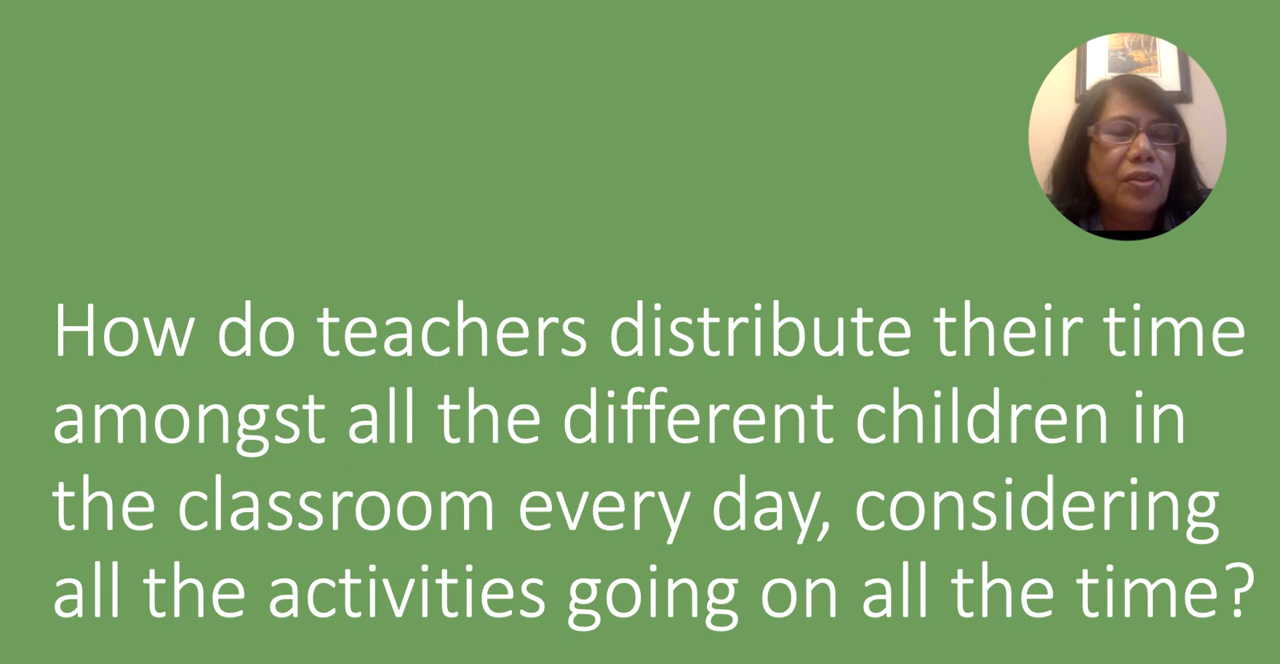 How do teachers distribute their time
amongst all the different children in
the classroom every day, considering
all the activities going on all the time?